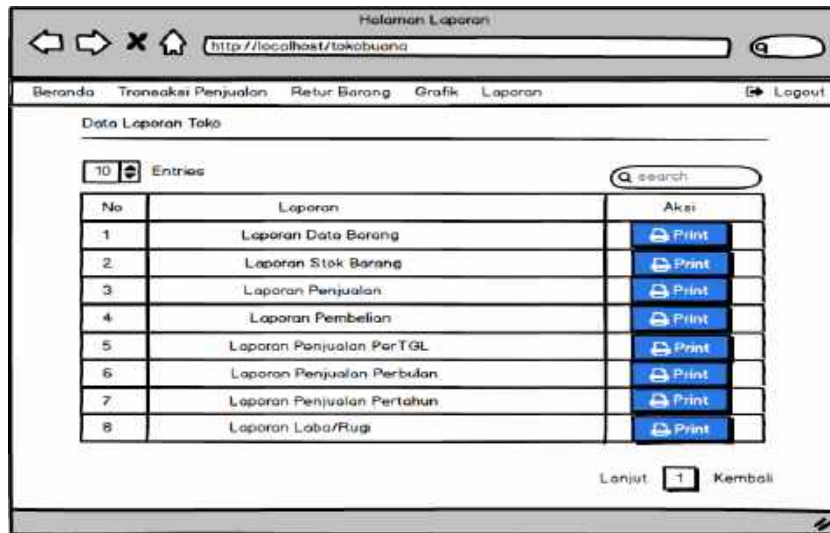 Halaman Laporan
http://localhost/tokobuana
Beranda Transaksi Penjualan Retur Barang Grafik Laporan Logout
Data Laporan Toko
10 Entries search
No Laporan Aksi
1 Laporan Data Barang Print
2 Laporan Stok Barang Print
3 Laporan Penjualan Print
4 Laporan Pembelian Print
5 Laporan Penjualan PerTGL Print
6 Laporan Penjualan Perbulan Print
7 Laporan Penjualan Pertahun Print
8 Laporan Laba/Rugi Print
Lanjut 1 Kembali